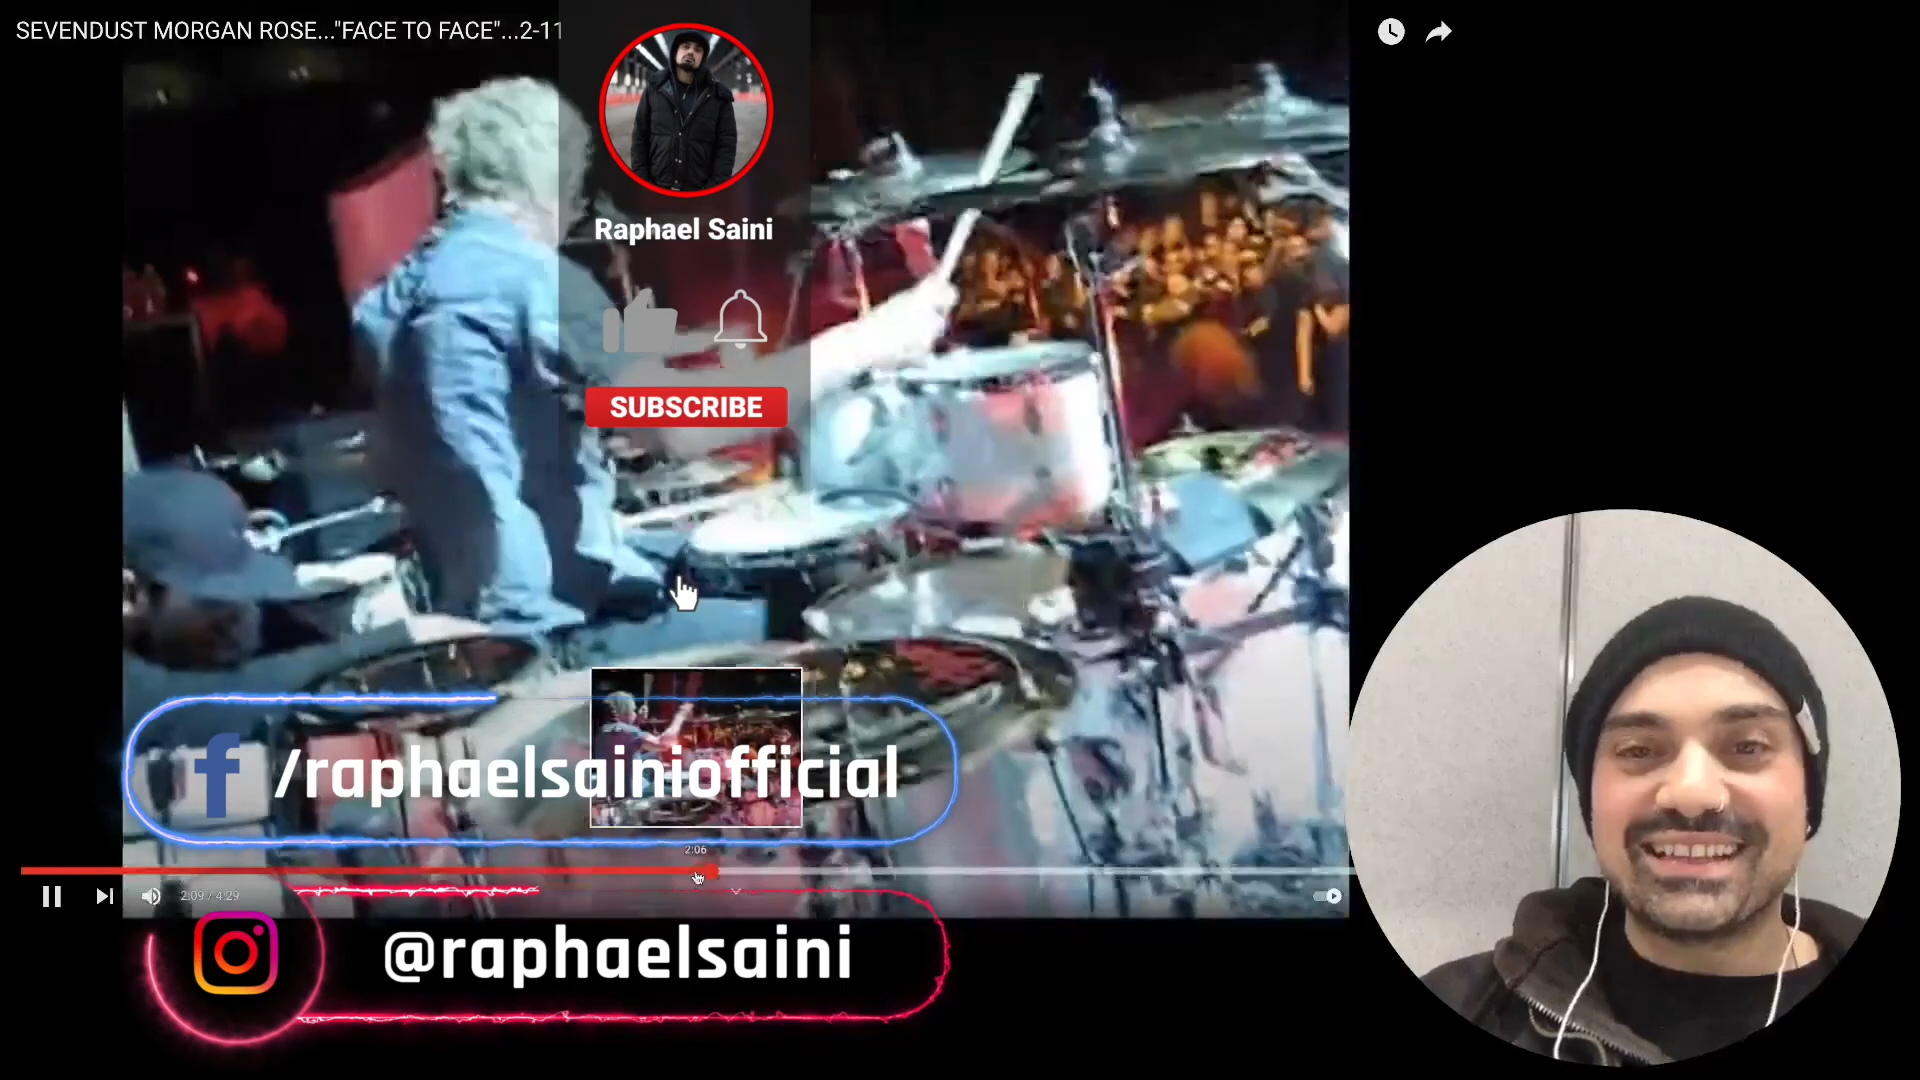 SEVENDUST MORGAN ROSE..."FACE TO FACE"...2-11
Raphael Saini
SUBSCRIBE
/raphaelsainiofficial
2:06
2:09 / 4:29
@raphaelsaini